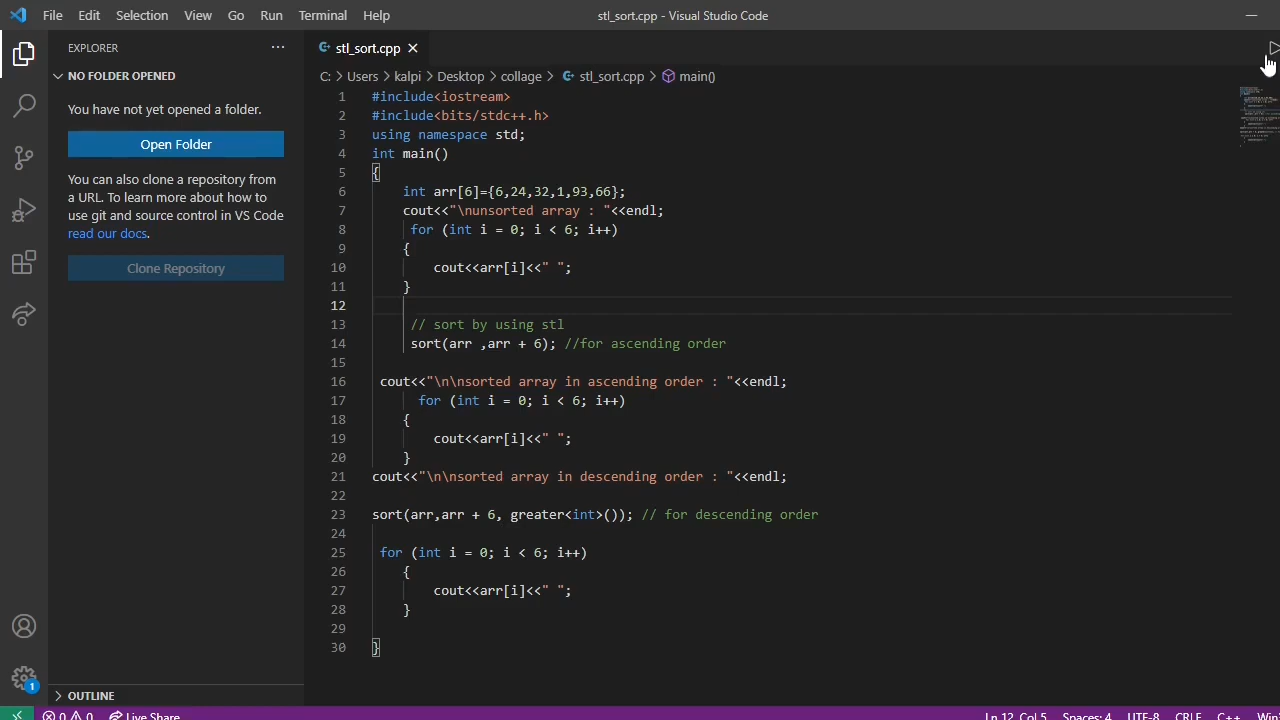 File Edit Selection View Go Run Terminal Help
stl_sort.cpp - Visual Studio Code
EXPLORER
NO FOLDER OPENED
You have not yet opened a folder.
Open Folder
You can also clone a repository from
a URL. To learn more about how to
use git and source control in VS Code
read our docs.
Clone Repository
OUTLINE
1
stl_sort.cpp
C: > Users > kalpi > Desktop > collage > stl_sort.cpp > main()
1 #include<iostream>
2 #include<bits/stdc++.h>
3 using namespace std;
4 int main()
5 {
6 int arr[6]={6,24,32,1,93,66};
7 cout<<"\nunsorted array : "<<endl;
8 for (int i = 0; i < 6; i++)
9 {
10 cout<<arr[i]<<" ";
11 }
12
13 // sort by using stl
14 sort(arr ,arr + 6); //for ascending order
15
16 cout<<"\n\nsorted array in ascending order : "<<endl;
17 for (int i = 0; i < 6; i++)
18 {
19 cout<<arr[i]<<" ";
20 }
21 cout<<"\n\nsorted array in descending order : "<<endl;
22
23 sort(arr,arr + 6, greater<int>()); // for descending order
24
25 for (int i = 0; i < 6; i++)
26 {
27 cout<<arr[i]<<" ";
28 }
29
30 }
0 0 Live Share Ln 12, Col 5 Spaces: 4 UTF-8 CRLF C++